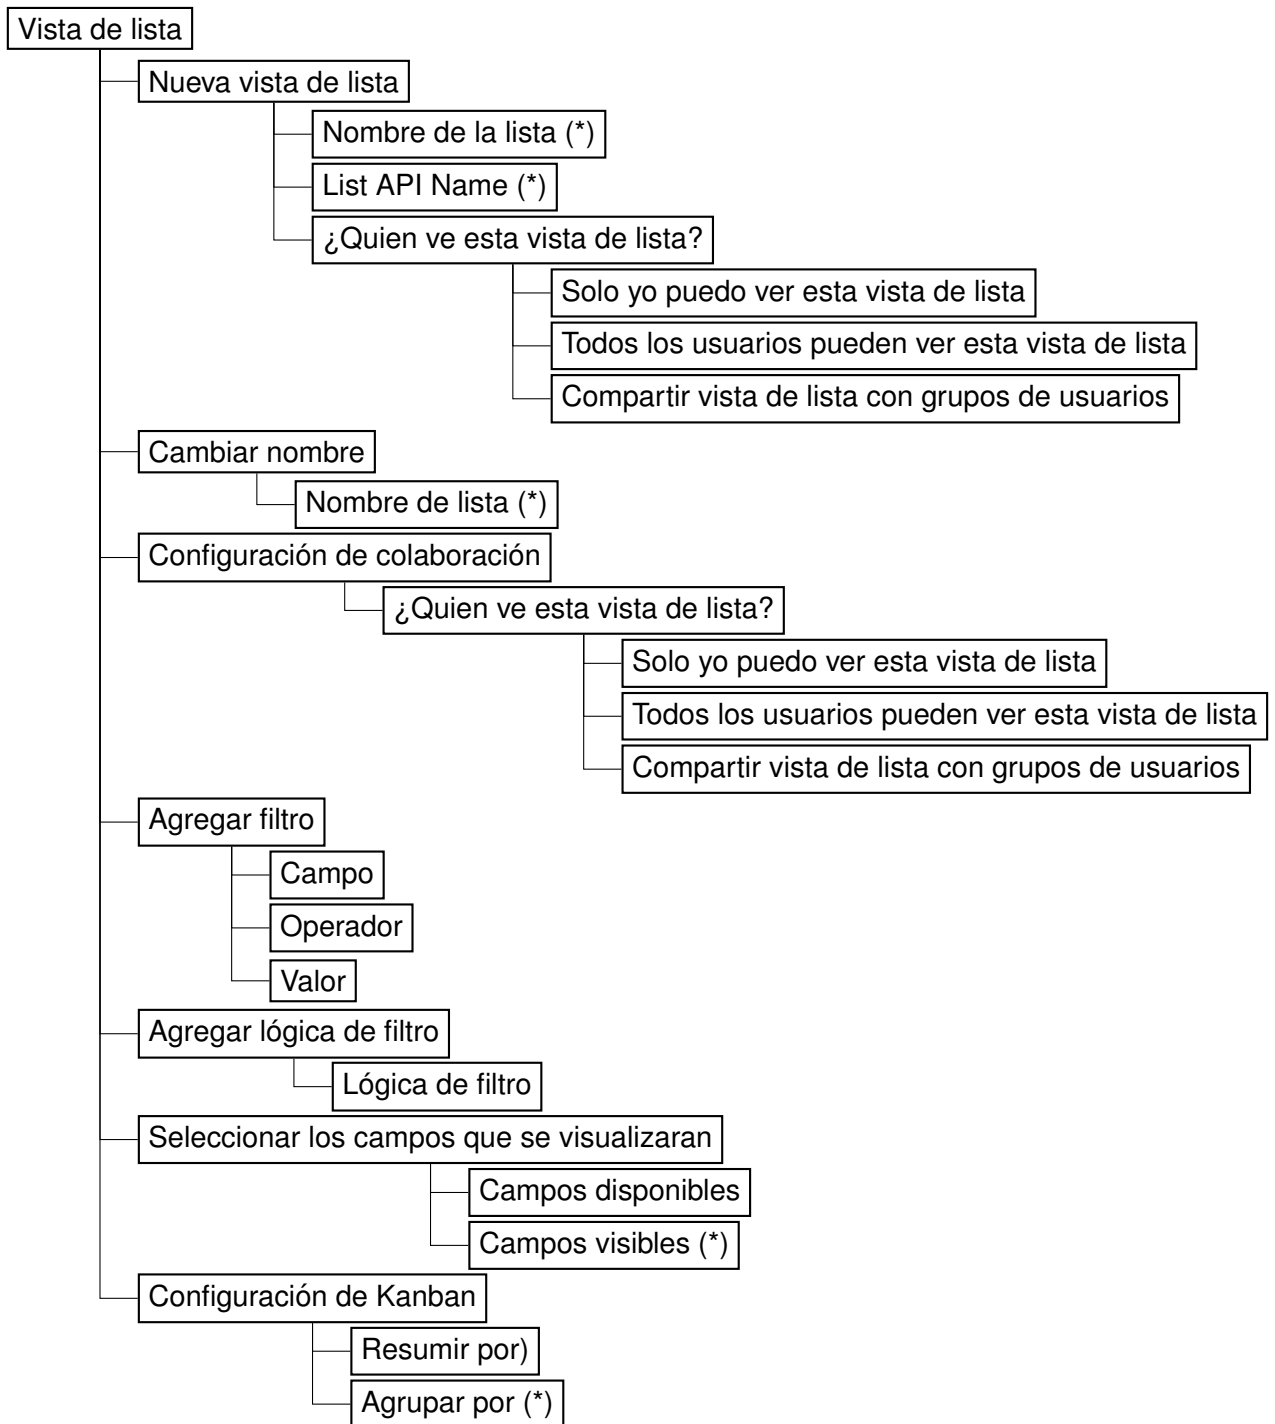 Vista de lista
Nueva vista de lista
Nombre de la lista (*)
List API Name (*)
¿Quien ve esta vista de lista?
Solo yo puedo ver esta vista de lista
Todos los usuarios pueden ver esta vista de lista
Compartir vista de lista con grupos de usuarios
Cambiar nombre
Nombre de lista (*)
Configuración de colaboración
¿Quien ve esta vista de lista?
Solo yo puedo ver esta vista de lista
Todos los usuarios pueden ver esta vista de lista
Compartir vista de lista con grupos de usuarios
Agregar filtro
Campo
Operador
Valor
Agregar lógica de filtro
Lógica de filtro
Seleccionar los campos que se visualizaran
Campos disponibles
Campos visibles (*)
Configuración de Kanban
Resumir por)
Agrupar por (*)